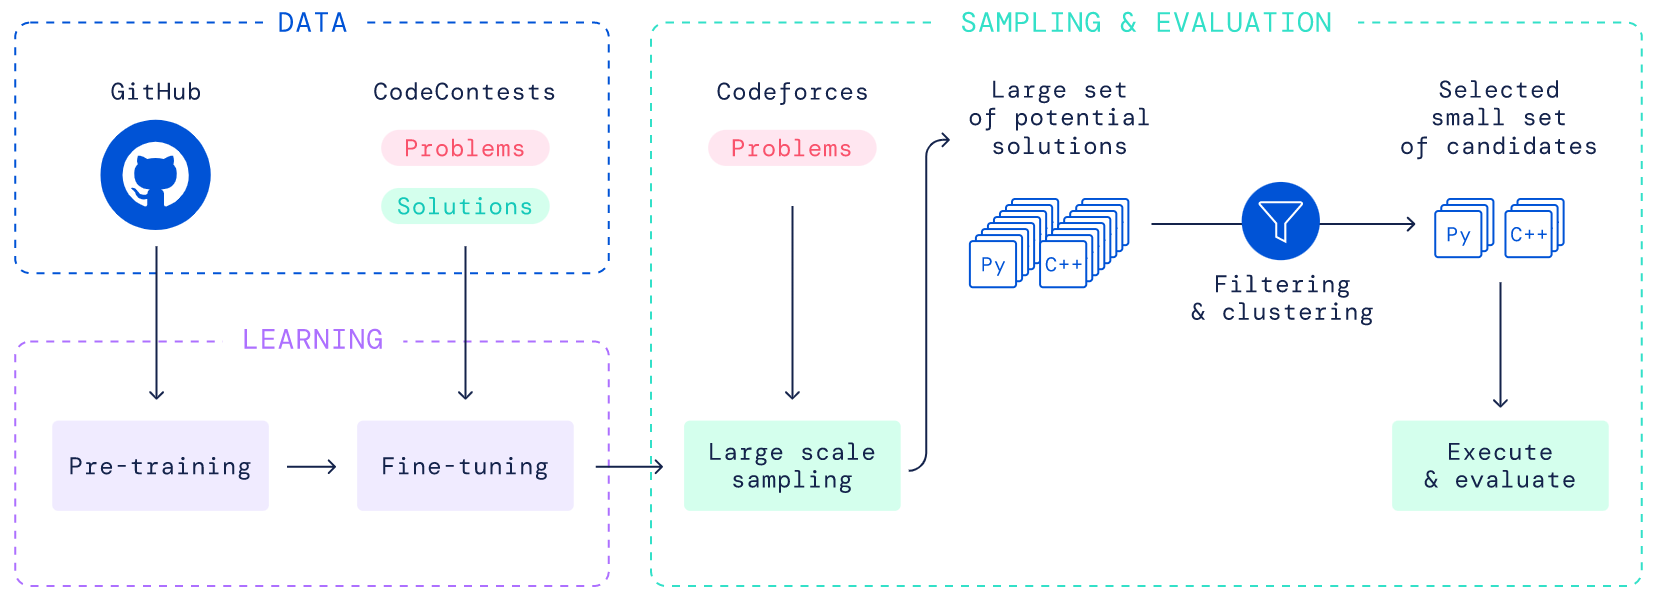 DATA
GitHub
CodeContests
Problems
Solutions
LEARNING
Pre-training
Fine-tuning
SAMPLING & EVALUATION
Codeforces
Problems
Large scale
sampling
Large set
of potential
solutions
Py
C++
Filtering
& clustering
Selected
small set
of candidates
Py
C++
Execute
& evaluate